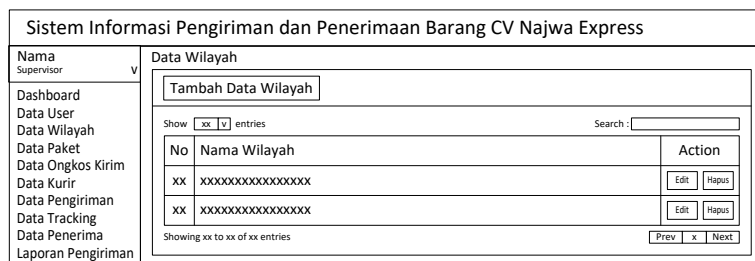 Sistem Informasi Pengiriman dan Penerimaan Barang CV Najwa Express
Nama
Supervisor v
Dashboard
Data User
Data Wilayah
Data Paket
Data Ongkos Kirim
Data Kurir
Data Pengiriman
Data Tracking
Data Penerima
Laporan Pengiriman
Data Wilayah
Tambah Data Wilayah
Show xx v entries Search :
No Nama Wilayah Action
xx xxxxxxxxxxxxxxxx Edit Hapus
xx xxxxxxxxxxxxxxxx Edit Hapus
Showing xx to xx of xx entries Prev x Next